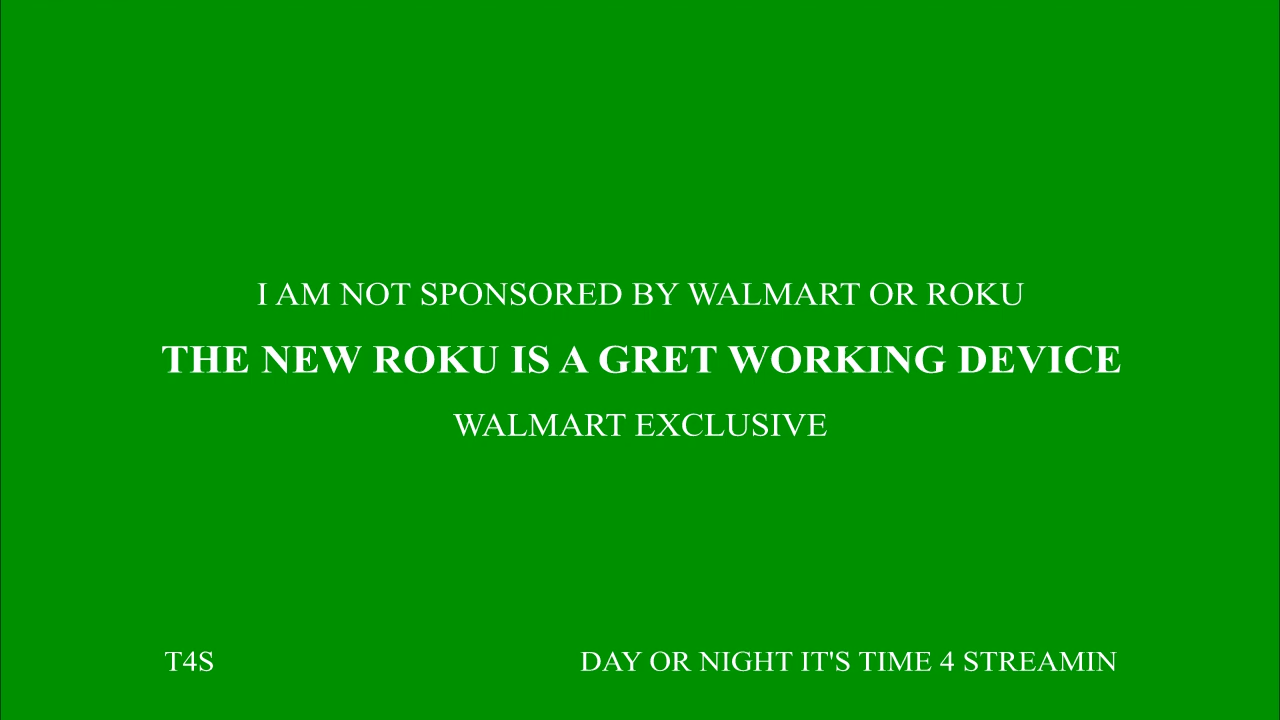 I AM NOT SPONSORED BY WALMART OR ROKU
THE NEW ROKU IS A GRET WORKING DEVICE
WALMART EXCLUSIVE
T4S
DAY OR NIGHT IT'S TIME 4 STREAMIN